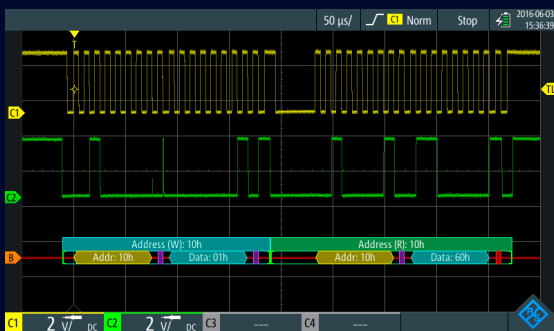 50 µs/ C1 Norm Stop 2016-06-03
15:36:39
T
C1
TL
C2
Address (W): 10h Address (R): 10h
B Addr: 10h Data: 01h Addr: 10h Data: 60h
C1 2 V/ DC C2 2 V/ DC C3 --- C4 ---